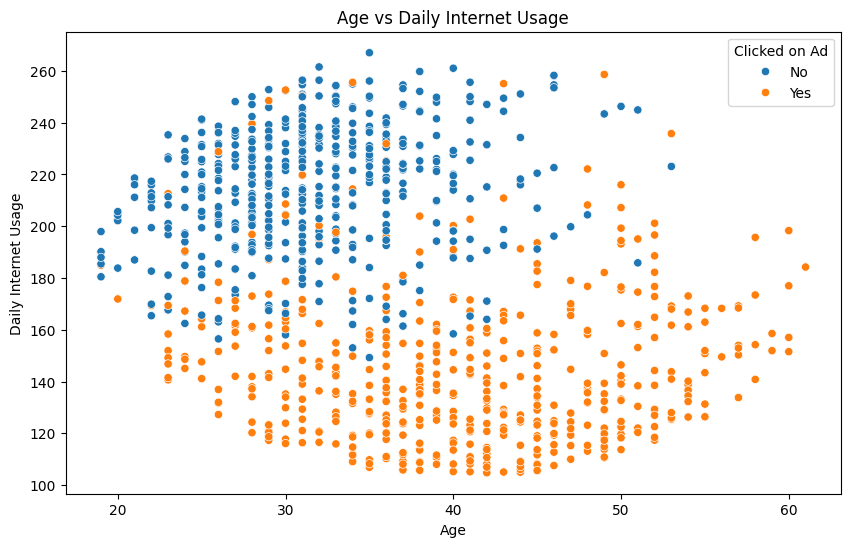 Age vs Daily Internet Usage
Clicked on Ad
No
Yes
Daily Internet Usage
260
240
220
200
180
160
140
120
100
20
30
40
50
60
Age